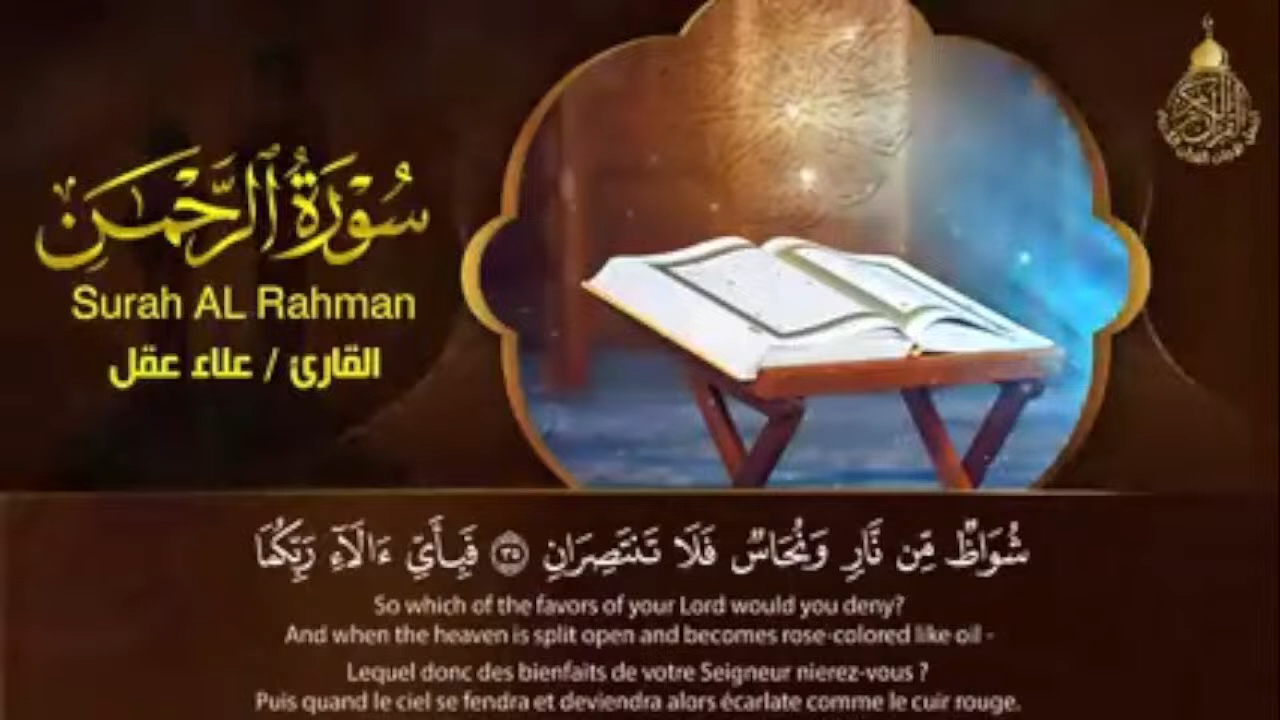 سُورَةُ ٱلرَّحْمَـٰنِ
Surah AL Rahman
القارئ / علاء عقل
شُوَاظٌ مِّن نَّارٍ وَنُحَاسٌ فَلَا تَنتَصِرَانِ ٣٥ فَبِأَيِّ ءَالَآءِ رَبِّكُمَا
So which of the favors of your Lord would you deny?
And when the heaven is split open and becomes rose-colored like oil -
Lequel donc des bienfaits de votre Seigneur nierez-vous ?
Puis quand le ciel se fendra et deviendra alors écarlate comme le cuir rouge.